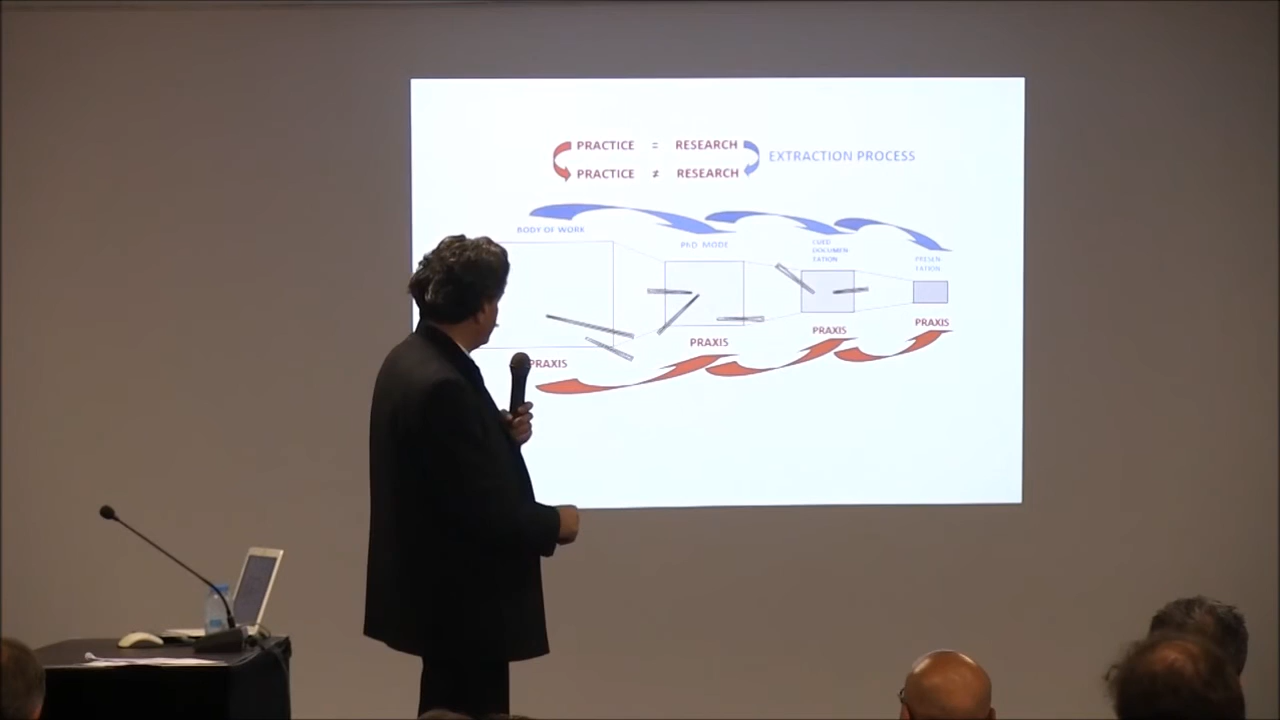 PRACTICE = RESEARCH
EXTRACTION PROCESS
PRACTICE ≠ RESEARCH
BODY OF WORK
PhD MODE
CUED
DOCUMEN
TATION
PRESEN
TATION
PRAXIS
PRAXIS
PRAXIS
PRAXIS